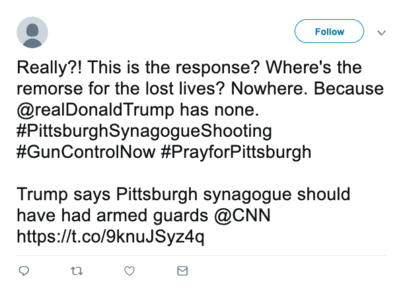 Follow
Really?! This is the response? Where's the
remorse for the lost lives? Nowhere. Because
@realDonaldTrump has none.
#PittsburghSynagogueShooting
#GunControlNow #PrayforPittsburgh
Trump says Pittsburgh synagogue should
have had armed guards @CNN
https://t.co/9knuJSyz4q